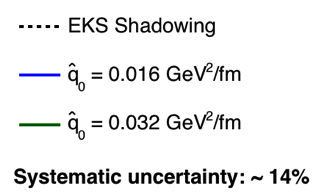 EKS Shadowing
q̂₀ = 0.016 GeV²/fm
q̂₀ = 0.032 GeV²/fm
Systematic uncertainty: ~ 14%